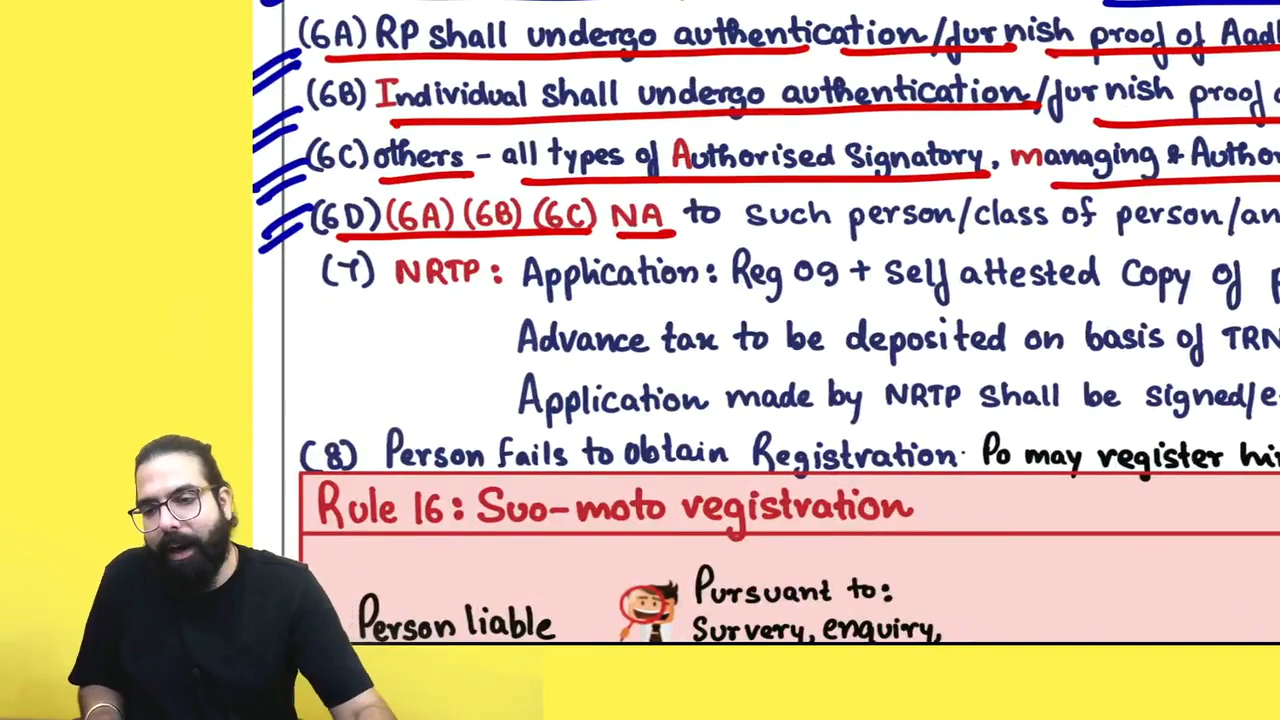 (6A) RP shall undergo authentication/furnish proof of Aadh
(6B) Individual shall undergo authentication/furnish proof o
(6C) others - all types of Authorised Signatory, managing & Author
(6D) (6A) (6B) (6C) NA to such person/class of person/an
(7) NRTP: Application: Reg 09 + Self attested Copy of p
Advance tax to be deposited on basis of TRN
Application made by NRTP shall be signed/e
(8) Person fails to obtain Registration. Po may register hi
Rule 16: Suo-moto registration
Person liable
Pursuant to:
Survery, enquiry,